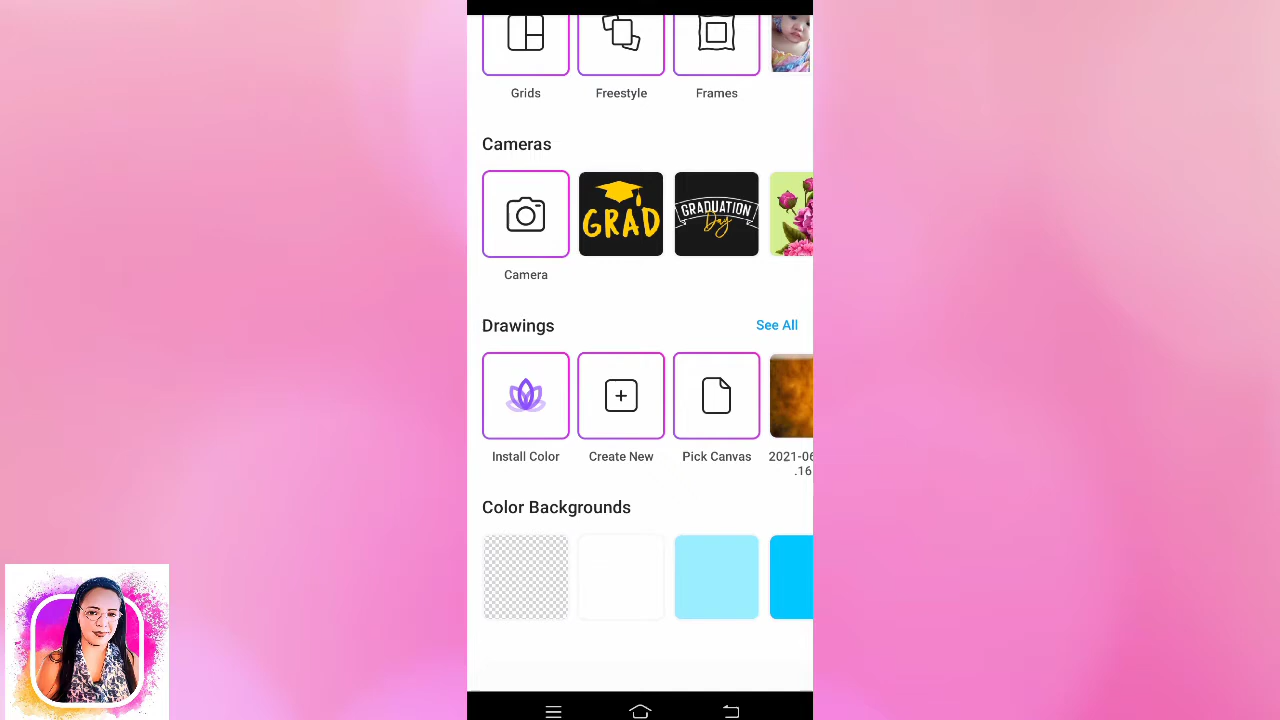 Grids
Freestyle
Frames
Cameras
GRAD
GRADUATION
Day
Camera
Drawings
See All
Install Color
Create New
Pick Canvas
2021-06
.16
Color Backgrounds